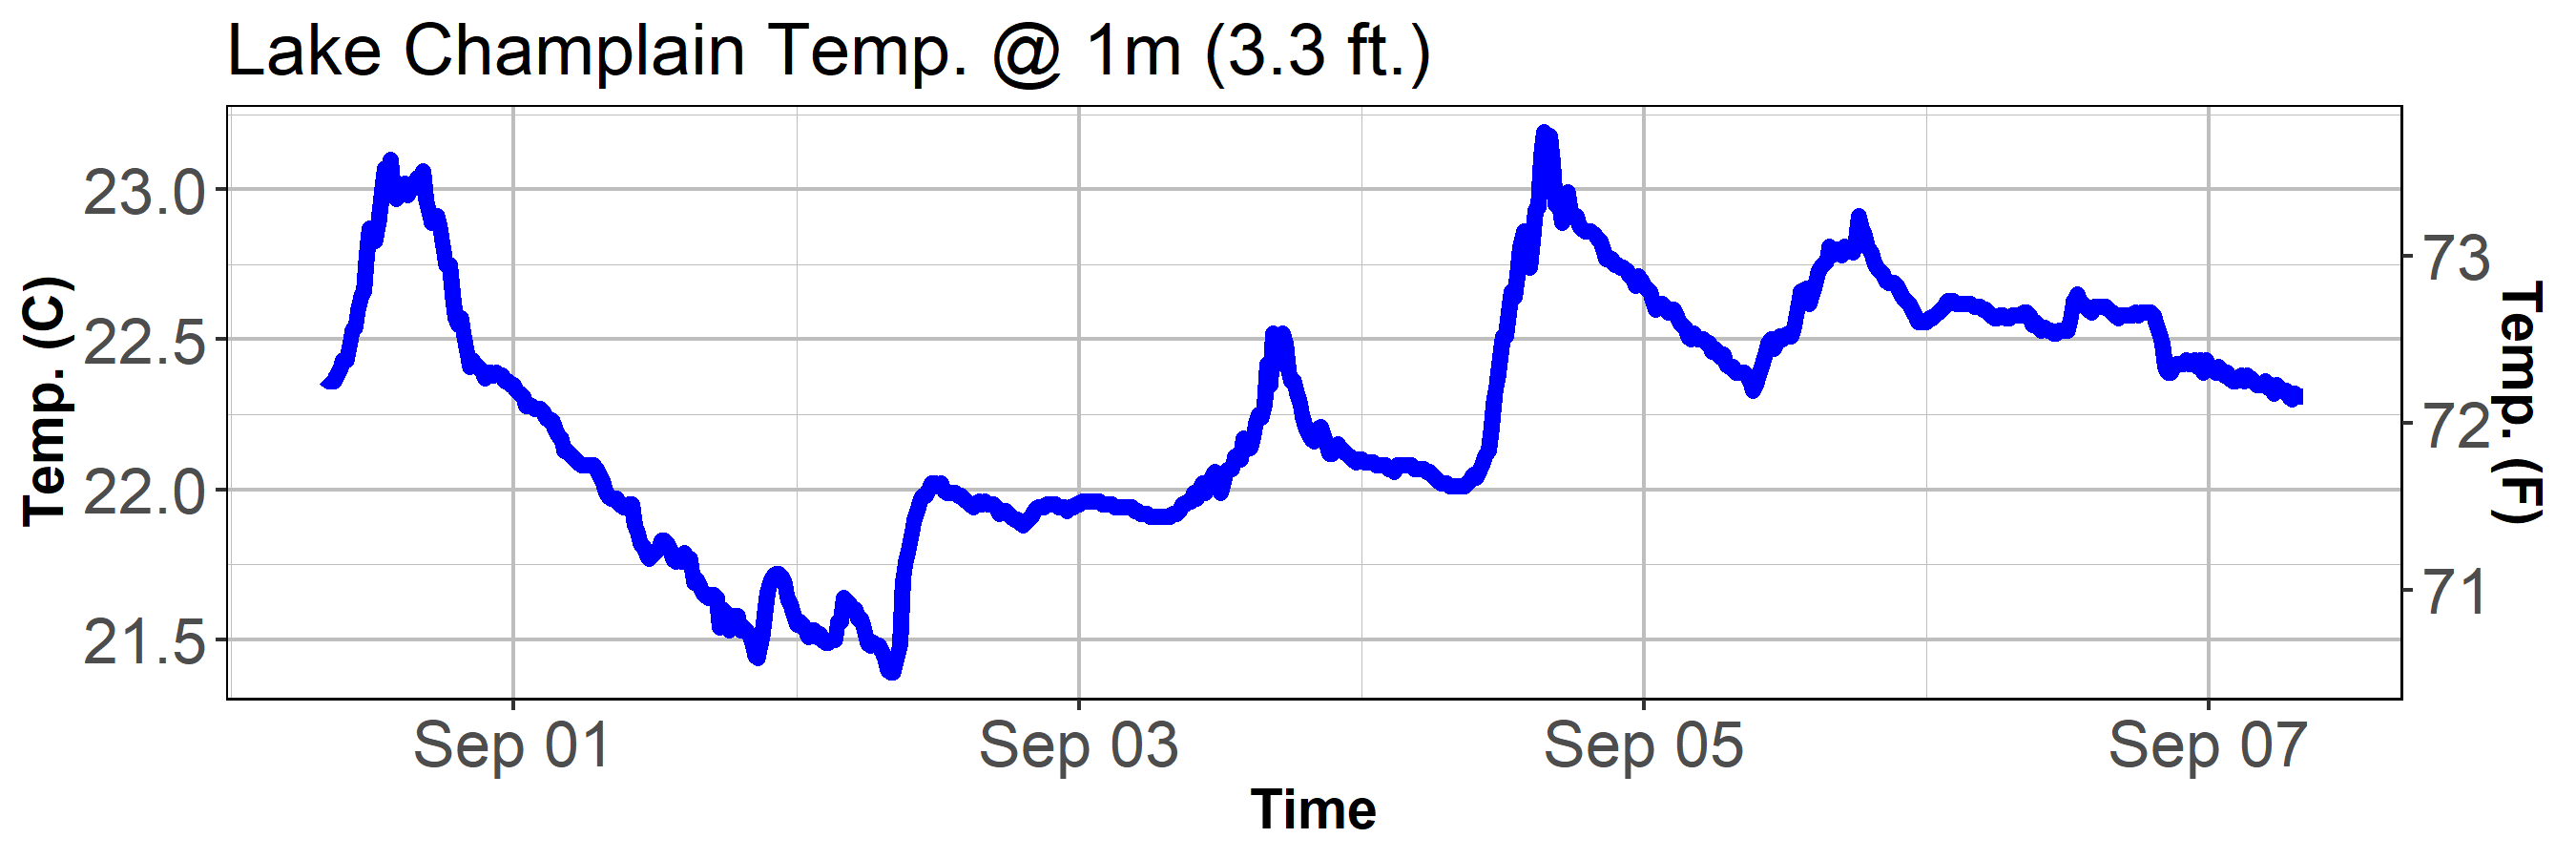 Lake Champlain Temp. @ 1m (3.3 ft.)
Temp. (C)
23.0
22.5
22.0
21.5
73
72
71
Temp. (F)
Sep 01 Sep 03 Sep 05 Sep 07
Time